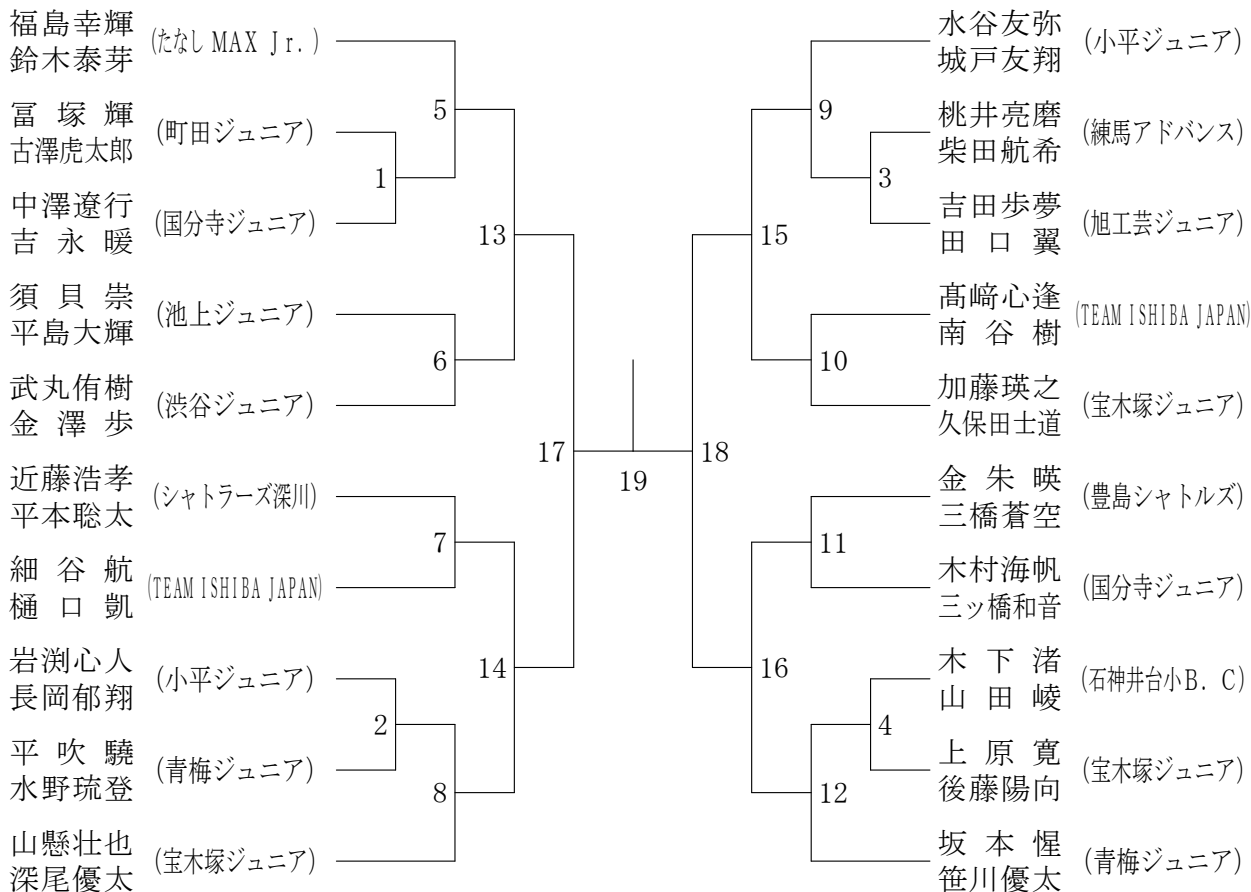 福島幸輝
鈴木泰芽
(たなし MAX Jr.)
冨塚輝
古澤虎太郎
(町田ジュニア)
中澤遼行
吉永暖
(国分寺ジュニア)
須貝崇
平島大輝
(池上ジュニア)
武丸侑樹
金澤歩
(渋谷ジュニア)
近藤浩孝
平本聡太
(シャトラーズ深川)
細谷航
樋口凱
(TEAM ISHIBA JAPAN)
岩渕心人
長岡郁翔
(小平ジュニア)
平吹驍
水野琉登
(青梅ジュニア)
山懸壮也
深尾優太
(宝木塚ジュニア)
5
1
13
6
17
7
14
2
8
19
水谷友弥
城戸友翔
(小平ジュニア)
桃井亮磨
柴田航希
(練馬アドバンス)
吉田歩夢
田口翼
(旭工芸ジュニア)
髙﨑心逢
南谷樹
(TEAM ISHIBA JAPAN)
加藤瑛之
久保田士道
(宝木塚ジュニア)
金朱暎
三橋蒼空
(豊島シャトルズ)
木村海帆
三ッ橋和音
(国分寺ジュニア)
木下渚
山田崚
(石神井台小B.C)
上原寛
後藤陽向
(宝木塚ジュニア)
坂本惺
笹川優太
(青梅ジュニア)
9
3
15
10
18
11
16
4
12